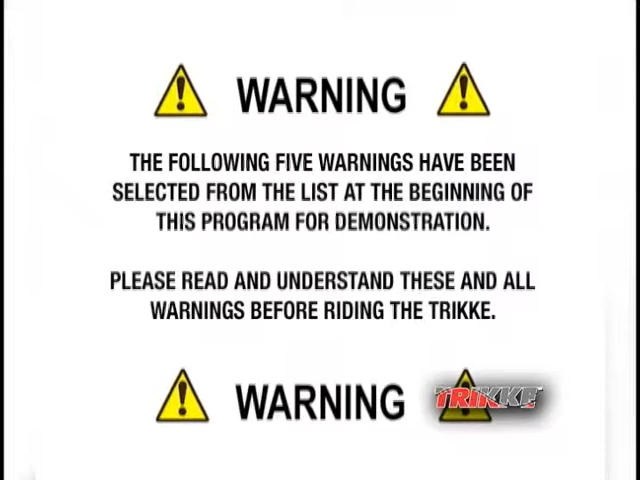 WARNING
THE FOLLOWING FIVE WARNINGS HAVE BEEN
SELECTED FROM THE LIST AT THE BEGINNING OF
THIS PROGRAM FOR DEMONSTRATION.
PLEASE READ AND UNDERSTAND THESE AND ALL
WARNINGS BEFORE RIDING THE TRIKKE.
WARNING
TRIKKE